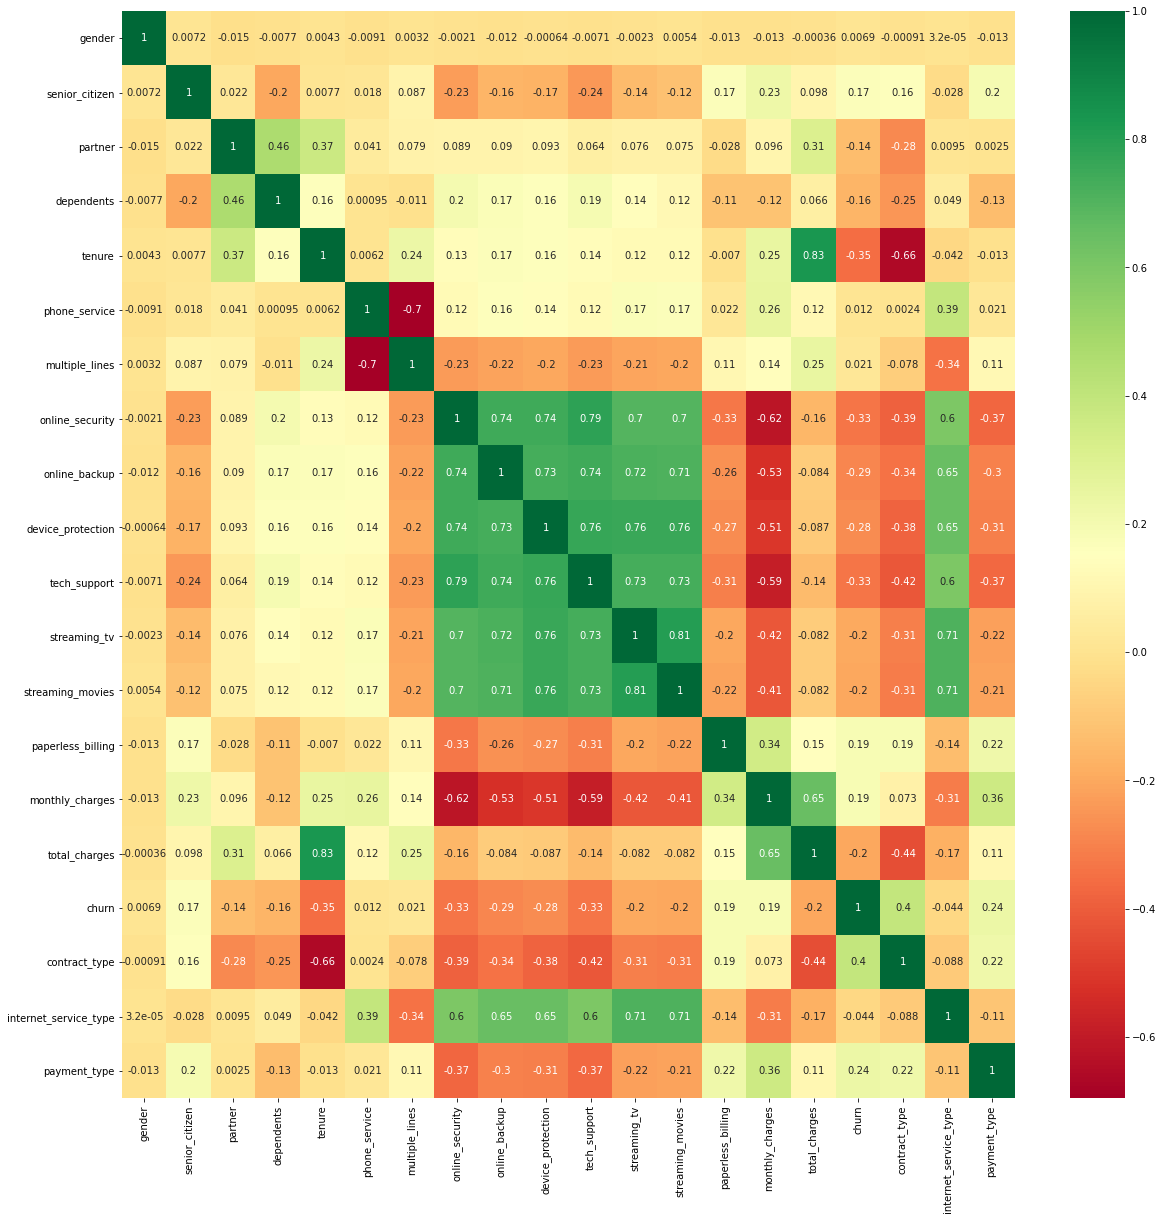 gender 1 0.0072 -0.015 -0.0077 0.0043 -0.0091 0.0032 -0.0021 -0.012 -0.00064 -0.0071 -0.0023 0.0054 -0.013 -0.013 -0.00036 0.0069 -0.00091 3.2e-05 -0.013
senior_citizen 0.0072 1 0.022 -0.2 0.0077 0.018 0.087 -0.23 -0.16 -0.17 -0.24 -0.14 -0.12 0.17 0.23 0.098 0.17 0.16 -0.028 0.2
partner -0.015 0.022 1 0.46 0.37 0.041 0.079 0.089 0.09 0.093 0.064 0.076 0.075 -0.028 0.096 0.31 -0.14 -0.28 0.0095 0.0025
dependents -0.0077 -0.2 0.46 1 0.16 0.00095 -0.011 0.2 0.17 0.16 0.19 0.14 0.12 -0.11 -0.12 0.066 -0.16 -0.25 0.049 -0.13
tenure 0.0043 0.0077 0.37 0.16 1 0.0062 0.24 0.13 0.17 0.16 0.14 0.12 0.12 -0.007 0.25 0.83 -0.35 -0.66 -0.042 -0.013
phone_service -0.0091 0.018 0.041 0.00095 0.0062 1 -0.7 0.12 0.16 0.14 0.12 0.17 0.17 0.022 0.26 0.12 0.012 0.0024 0.39 0.021
multiple_lines 0.0032 0.087 0.079 -0.011 0.24 -0.7 1 -0.23 -0.22 -0.2 -0.23 -0.21 -0.2 0.11 0.14 0.25 0.021 -0.078 -0.34 0.11
online_security -0.0021 -0.23 0.089 0.2 0.13 0.12 -0.23 1 0.74 0.74 0.79 0.7 0.7 -0.33 -0.62 -0.16 -0.33 -0.39 0.6 -0.37
online_backup -0.012 -0.16 0.09 0.17 0.17 0.16 -0.22 0.74 1 0.73 0.74 0.72 0.71 -0.26 -0.53 -0.084 -0.29 -0.34 0.65 -0.3
device_protection -0.00064 -0.17 0.093 0.16 0.16 0.14 -0.2 0.74 0.73 1 0.76 0.76 0.76 -0.27 -0.51 -0.087 -0.28 -0.38 0.65 -0.31
tech_support -0.0071 -0.24 0.064 0.19 0.14 0.12 -0.23 0.79 0.74 0.76 1 0.73 0.73 -0.31 -0.59 -0.14 -0.33 -0.42 0.6 -0.37
streaming_tv -0.0023 -0.14 0.076 0.14 0.12 0.17 -0.21 0.7 0.72 0.76 0.73 1 0.81 -0.2 -0.42 -0.082 -0.2 -0.31 0.71 -0.22
streaming_movies 0.0054 -0.12 0.075 0.12 0.12 0.17 -0.2 0.7 0.71 0.76 0.73 0.81 1 -0.22 -0.41 -0.082 -0.2 -0.31 0.71 -0.21
paperless_billing -0.013 0.17 -0.028 -0.11 -0.007 0.022 0.11 -0.33 -0.26 -0.27 -0.31 -0.2 -0.22 1 0.34 0.15 0.19 0.19 -0.14 0.22
monthly_charges -0.013 0.23 0.096 -0.12 0.25 0.26 0.14 -0.62 -0.53 -0.51 -0.59 -0.42 -0.41 0.34 1 0.65 0.19 0.073 -0.31 0.36
total_charges -0.00036 0.098 0.31 0.066 0.83 0.12 0.25 -0.16 -0.084 -0.087 -0.14 -0.082 -0.082 0.15 0.65 1 -0.2 -0.44 -0.17 0.11
churn 0.0069 0.17 -0.14 -0.16 -0.35 0.012 0.021 -0.33 -0.29 -0.28 -0.33 -0.2 -0.2 0.19 0.19 -0.2 1 0.4 -0.044 0.24
contract_type -0.00091 0.16 -0.28 -0.25 -0.66 0.0024 -0.078 -0.39 -0.34 -0.38 -0.42 -0.31 -0.31 0.19 0.073 -0.44 0.4 1 -0.088 0.22
internet_service_type 3.2e-05 -0.028 0.0095 0.049 -0.042 0.39 -0.34 0.6 0.65 0.65 0.6 0.71 0.71 -0.14 -0.31 -0.17 -0.044 -0.088 1 -0.11
payment_type -0.013 0.2 0.0025 -0.13 -0.013 0.021 0.11 -0.37 -0.3 -0.31 -0.37 -0.22 -0.21 0.22 0.36 0.11 0.24 0.22 -0.11 1
gender
senior_citizen
partner
dependents
tenure
phone_service
multiple_lines
online_security
online_backup
device_protection
tech_support
streaming_tv
streaming_movies
paperless_billing
monthly_charges
total_charges
churn
contract_type
internet_service_type
payment_type
1.0
0.8
0.6
0.4
0.2
0.0
−0.2
−0.4
−0.6